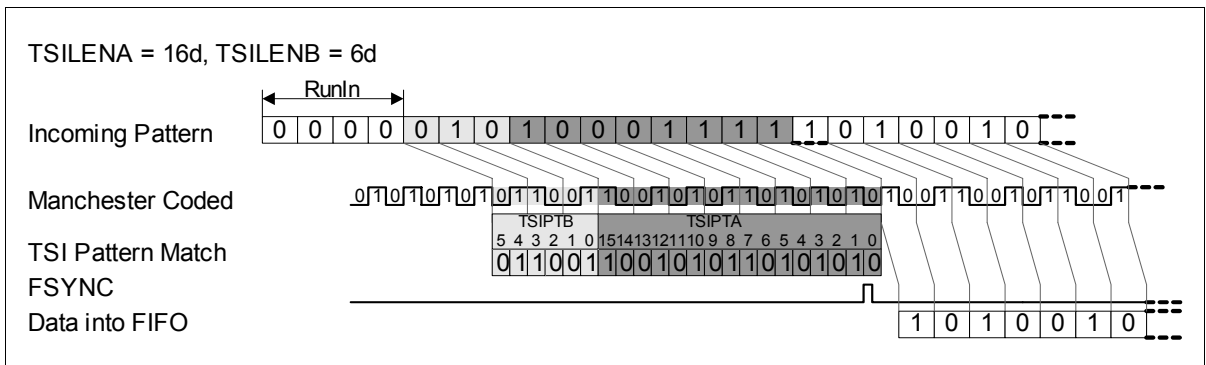 TSILENA = 16d, TSILENB = 6d
RunIn
Incoming Pattern 0 0 0 0 0 1 0 1 0 0 0 1 1 1 1 1 0 1 0 0 1 0
Manchester Coded 0 1 0 1 0 1 0 1 0 1 1 0 0 1 1 0 0 1 0 1 0 1 1 0 1 0 1 0 1 0 1 0 0 1 1 0 0 1 0 1 1 0 0 1
TSIPTB TSIPTA
5 4 3 2 1 0 15 14 13 12 11 10 9 8 7 6 5 4 3 2 1 0
TSI Pattern Match 0 1 1 0 0 1 1 0 0 1 0 1 0 1 1 0 1 0 1 0 1 0
FSYNC
Data into FIFO 1 0 1 0 0 1 0